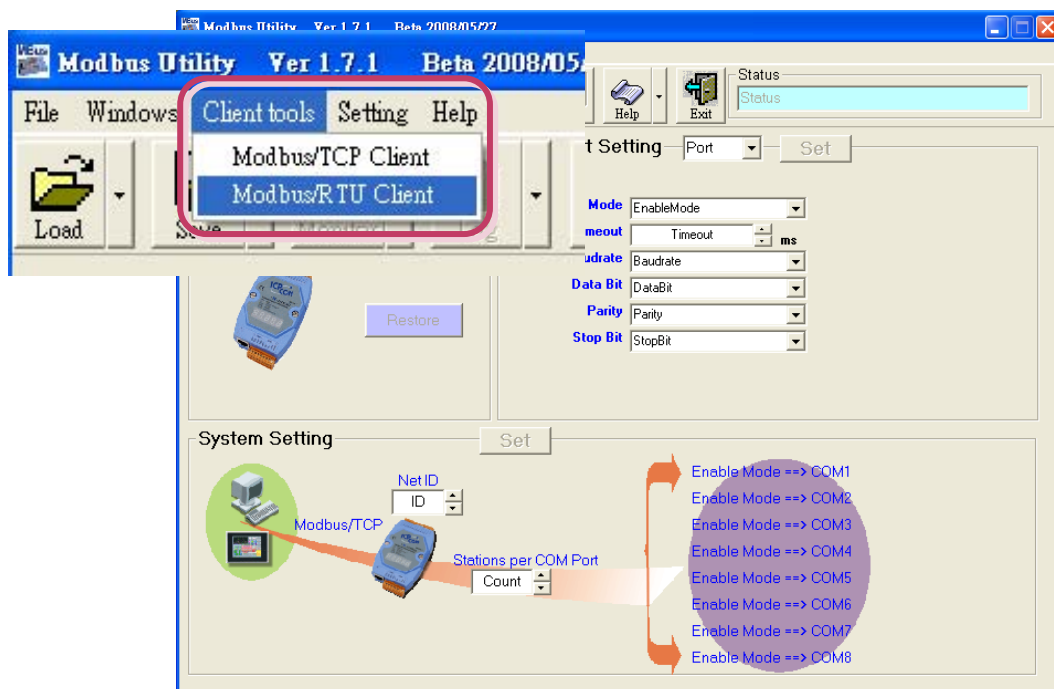 Modbus Utility Ver 1.7.1 Beta 2008/05/27
Modbus Utility Ver 1.7.1 Beta 2008/05
File Windows Client tools Setting Help
Modbus/TCP Client
Modbus/RTU Client
Load
Save
Monitor
Help
Exit
Status
Status
t Setting
Port
Set
Mode
EnableMode
meout
Timeout
ms
udrate
Baudrate
Data Bit
DataBit
Parity
Parity
Stop Bit
StopBit
Restore
System Setting
Set
Net ID
ID
Modbus/TCP
Stations per COM Port
Count
Enable Mode ==> COM1
Enable Mode ==> COM2
Enable Mode ==> COM3
Enable Mode ==> COM4
Enable Mode ==> COM5
Enable Mode ==> COM6
Enable Mode ==> COM7
Enable Mode ==> COM8